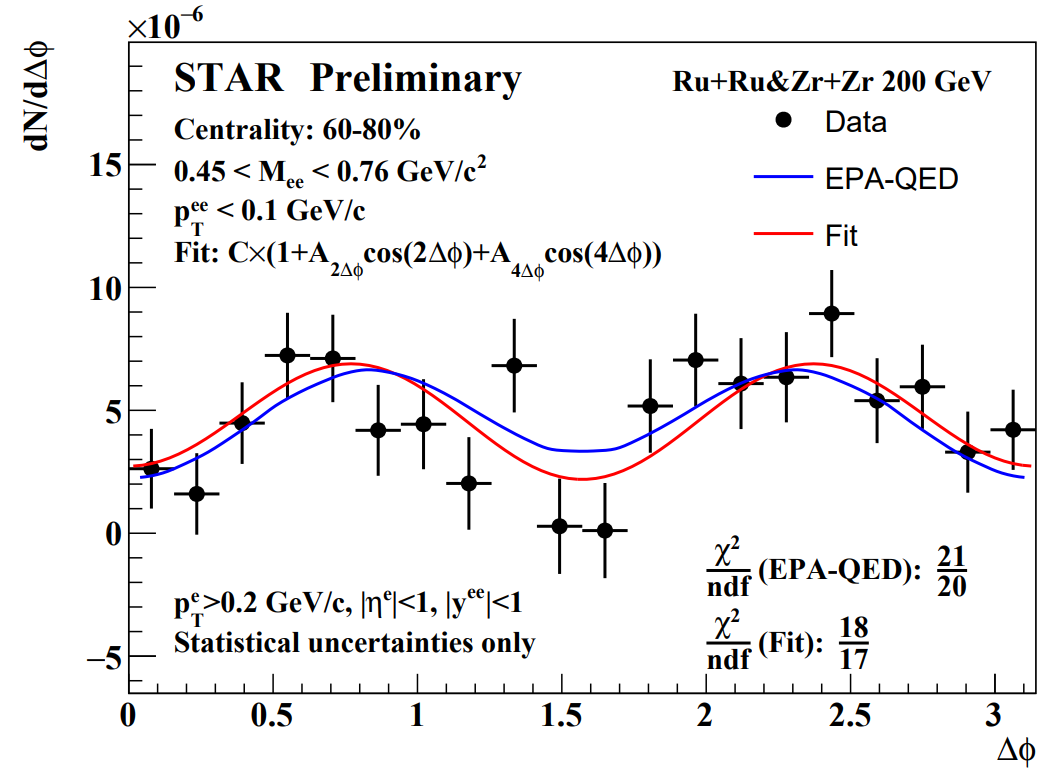 ×10⁻⁶
dN/dΔϕ
STAR Preliminary
Ru+Ru&Zr+Zr 200 GeV
Centrality: 60-80%
Data
0.45 < M_ee < 0.76 GeV/c²
EPA-QED
p_T^ee < 0.1 GeV/c
Fit
Fit: C×(1+A_2Δϕ cos(2Δϕ)+A_4Δϕ cos(4Δϕ))
15
10
5
0
−5
χ²/ndf (EPA-QED): 21/20
p_T^e>0.2 GeV/c, |η^e|<1, |y^ee|<1
χ²/ndf (Fit): 18/17
Statistical uncertainties only
0 0.5 1 1.5 2 2.5 3
Δϕ